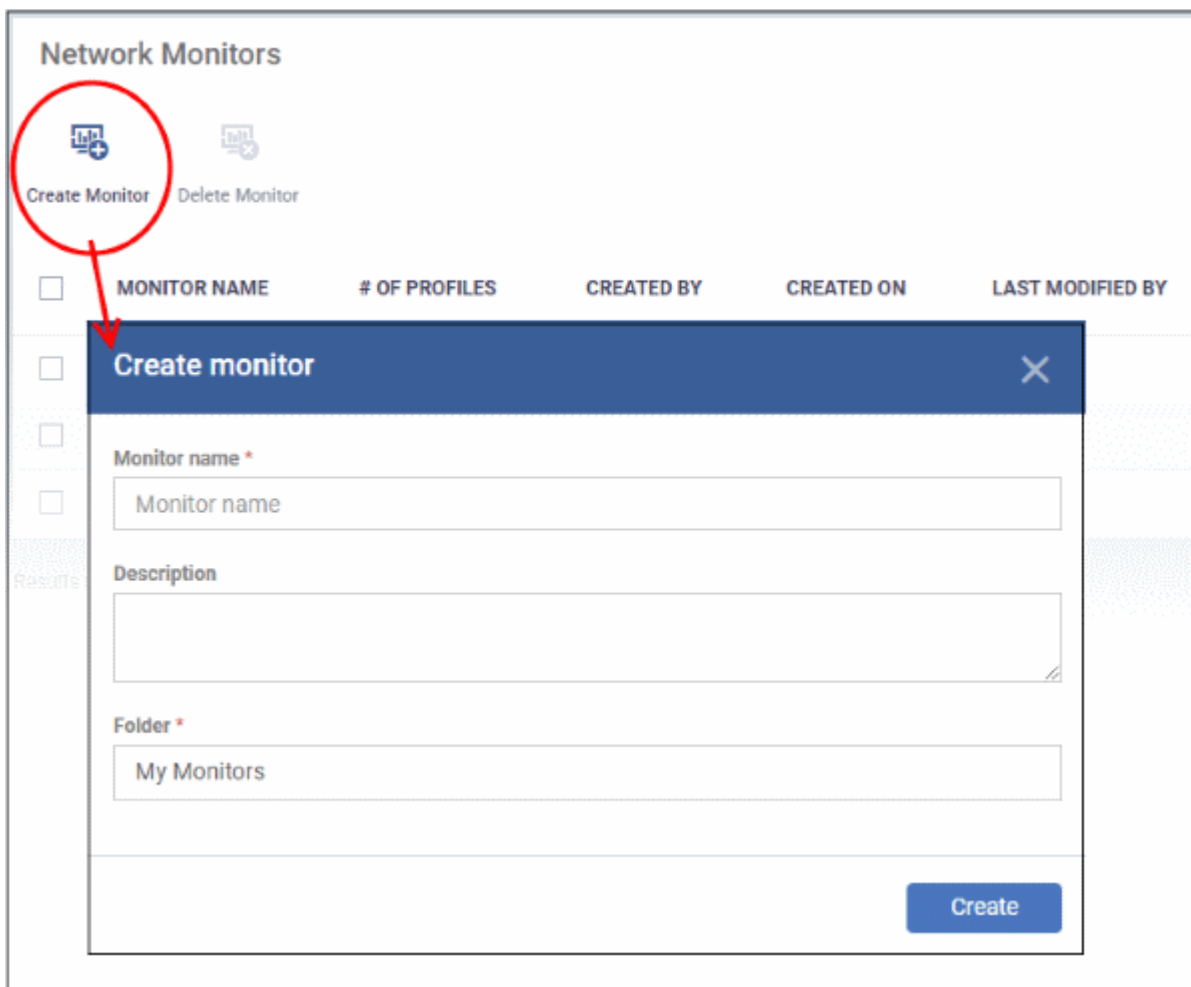 Network Monitors
Create Monitor Delete Monitor
MONITOR NAME # OF PROFILES CREATED BY CREATED ON LAST MODIFIED BY
Create monitor
Monitor name *
Monitor name
Description
Results
Folder *
My Monitors
Create